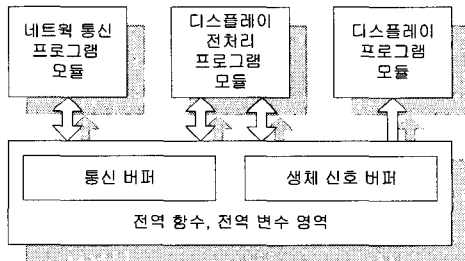 네트웍 통신
프로그램
모듈
디스플레이
전처리
프로그램
모듈
디스플레이
프로그램
모듈
통신 버퍼
생체 신호 버퍼
전역 함수, 전역 변수 영역